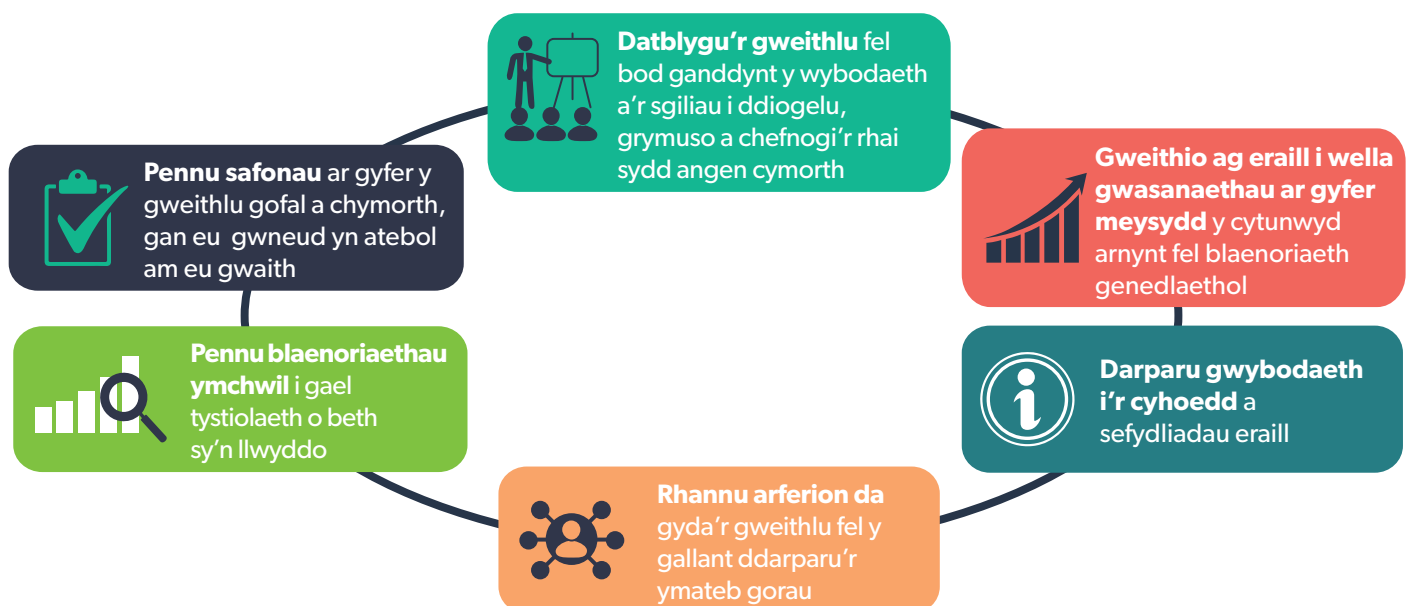 Datblygu’r gweithlu fel
bod ganddynt y wybodaeth
a’r sgiliau i ddiogelu,
grymuso a chefnogi’r rhai
sydd angen cymorth
Pennu safonau ar gyfer y
gweithlu gofal a chymorth,
gan eu gwneud yn atebol
am eu gwaith
Gweithio ag eraill i wella
gwasanaethau ar gyfer
meysydd y cytunwyd
arnynt fel blaenoriaeth
genedlaethol
Pennu blaenoriaethau
ymchwil i gael
tystiolaeth o beth
sy’n llwyddo
Darparu gwybodaeth
i’r cyhoedd a
sefydliadau eraill
Rhannu arferion da
gyda’r gweithlu fel y
gallant ddarparu’r
ymateb gorau